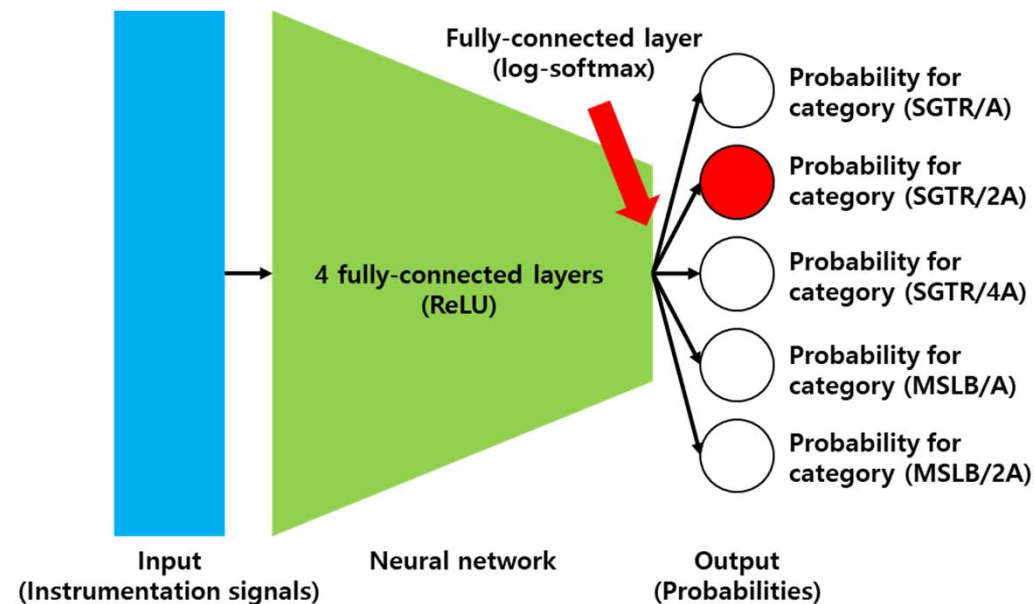 Fully-connected layer
(log-softmax)
Probability for
category (SGTR/A)
Probability for
category (SGTR/2A)
4 fully-connected layers
(ReLU)
Probability for
category (SGTR/4A)
Probability for
category (MSLB/A)
Probability for
category (MSLB/2A)
Input
(Instrumentation signals)
Neural network
Output
(Probabilities)